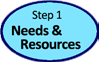 Step 1
Needs &
Resources